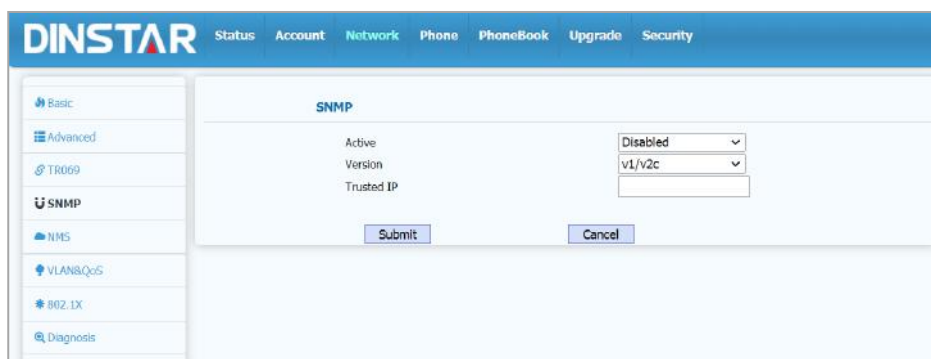 DINSTAR Status Account Network Phone PhoneBook Upgrade Security
Basic
Advanced
TR069
SNMP
NMS
VLAN&QoS
802.1X
Diagnosis
SNMP
Active Disabled
Version v1/v2c
Trusted IP
Submit Cancel